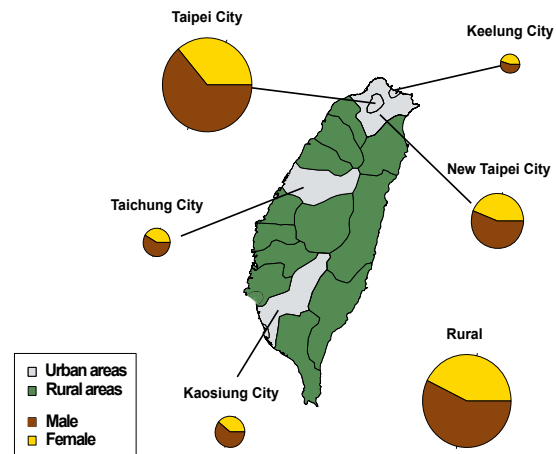 Taipei City
Keelung City
New Taipei City
Taichung City
Rural
Kaosiung City
Urban areas
Rural areas
Male
Female